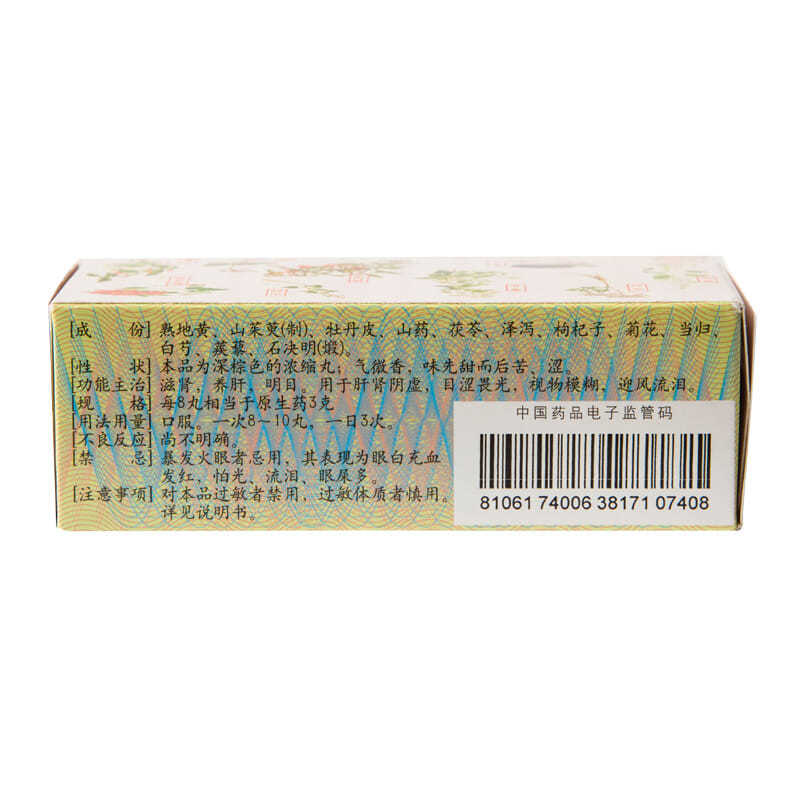 [成 份] 熟地黄、山茱萸(制)、牡丹皮、山药、茯苓、泽泻、枸杞子、菊花、当归、
白芍、蒺藜、石决明(煅)。
[性 状] 本品为深棕色的浓缩丸；气微香，味先甜而后苦、涩。
[功能主治] 滋肾，养肝，明目。用于肝肾阴虚，目涩畏光，视物模糊，迎风流泪。
[规 格] 每8丸相当于原生药3克
[用法用量] 口服。一次8～10丸，一日3次。
[不良反应] 尚不明确。
[禁 忌] 暴发火眼者忌用，其表现为眼白充血
发红，怕光，流泪、眼屎多。
[注意事项] 对本品过敏者禁用，过敏体质者慎用。
详见说明书。
中国药品电子监管码
81061 74006 38171 07408